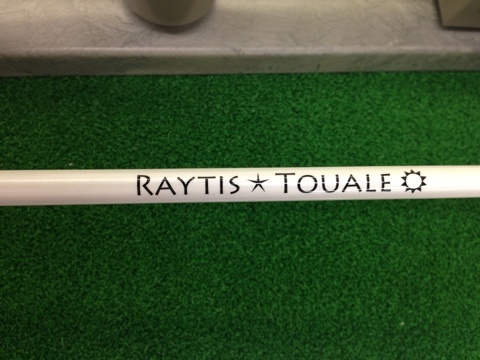 RAYTIS ★ TOUALE ☼